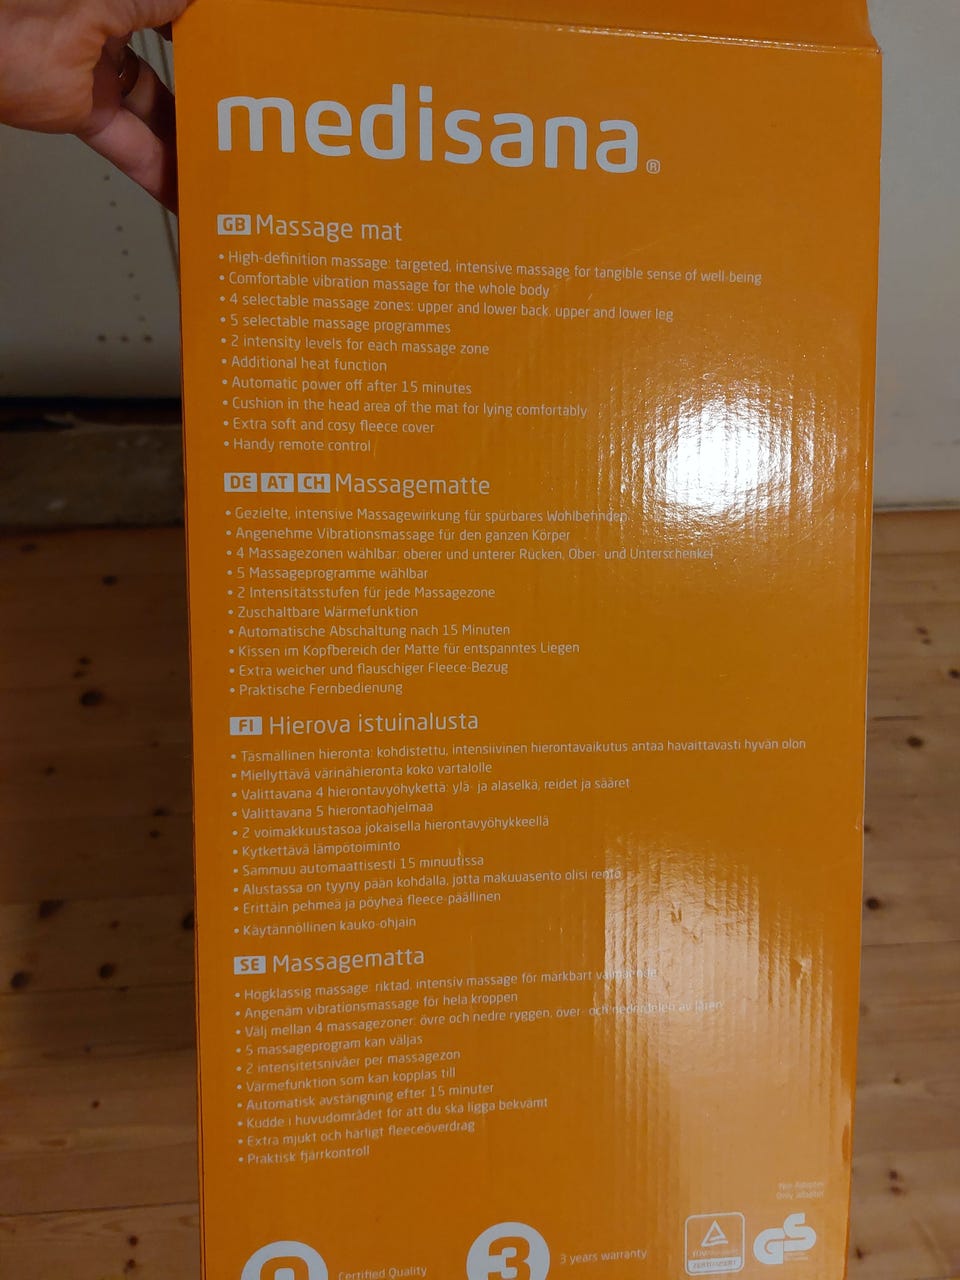 medisana®
GB Massage mat
• High-definition massage: targeted, intensive massage for tangible sense of well-being
• Comfortable vibration massage for the whole body
• 4 selectable massage zones: upper and lower back, upper and lower leg
• 5 selectable massage programmes
• 2 intensity levels for each massage zone
• Additional heat function
• Automatic power off after 15 minutes
• Cushion in the head area of the mat for lying comfortably
• Extra soft and cosy fleece cover
• Handy remote control
DE AT CH Massagematte
• Gezielte, intensive Massagewirkung für spürbares Wohlbefinden
• Angenehme Vibrationsmassage für den ganzen Körper
• 4 Massagezonen wählbar: oberer und unterer Rücken, Ober- und Unterschenkel
• 5 Massageprogramme wählbar
• 2 Intensitätsstufen für jede Massagezone
• Zuschaltbare Wärmefunktion
• Automatische Abschaltung nach 15 Minuten
• Kissen im Kopfbereich der Matte für entspanntes Liegen
• Extra weicher und flauschiger Fleece-Bezug
• Praktische Fernbedienung
FI Hierova istuinalusta
• Täsmällinen hieronta: kohdistettu, intensiivinen hierontavaikutus antaa havaittavasti hyvän olon
• Miellyttävä värinähieronta koko vartalolle
• Valittavana 4 hierontavyöhykettä: ylä- ja alaselkä, reidet ja sääret
• Valittavana 5 hierontaohjelmaa
• 2 voimakkuustasoa jokaisella hierontavyöhykkeellä
• Kytkettävä lämpötoiminto
• Sammuu automaattisesti 15 minuutissa
• Alustassa on tyyny pään kohdalla, jotta makuuasento olisi rento
• Erittäin pehmeä ja pöyheä fleece-päällinen
• Käytännöllinen kauko-ohjain
SE Massagematta
• Högklassig massage: riktad, intensiv massage för märkbart välmående
• Angenäm vibrationsmassage för hela kroppen
• Välj mellan 4 massagezoner: övre och nedre ryggen, över- och nederdelen av låren
• 5 massageprogram kan väljas
• 2 intensitetsnivåer per massagezon
• Värmefunktion som kan kopplas till
• Automatisk avstängning efter 15 minuter
• Kudde i huvudområdet för att du ska ligga bekvämt
• Extra mjukt och härligt fleeceöverdrag
• Praktisk fjärrkontroll
Nur Adapter
Only adapter
Certified Quality
3 3 years warranty
TÜV
ZERTIFIZIERT
GS